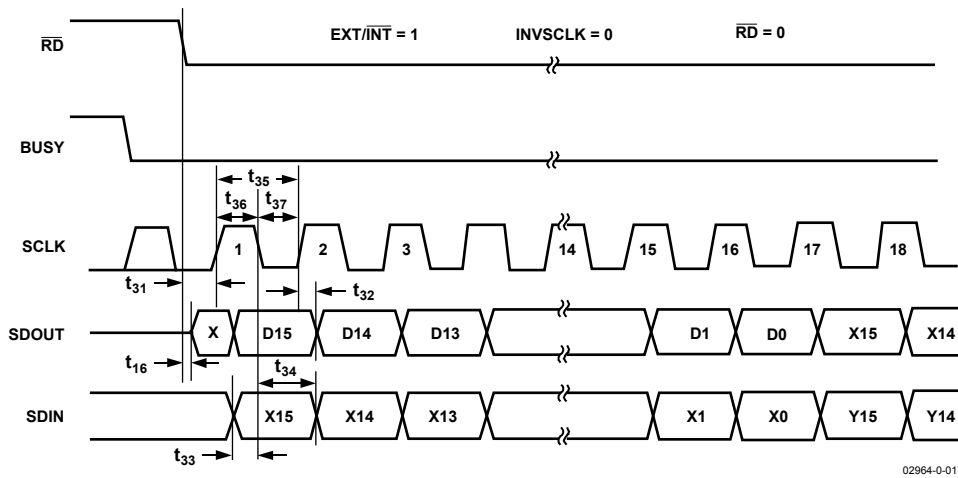 EXT/INT = 1 INVSCLK = 0 RD = 0
RD
BUSY
t35
t36 t37
SCLK 1 2 3 14 15 16 17 18
t31 t32
SDOUT X D15 D14 D13 D1 D0 X15 X14
t16 t34
SDIN X15 X14 X13 X1 X0 Y15 Y14
t33
02964-0-01